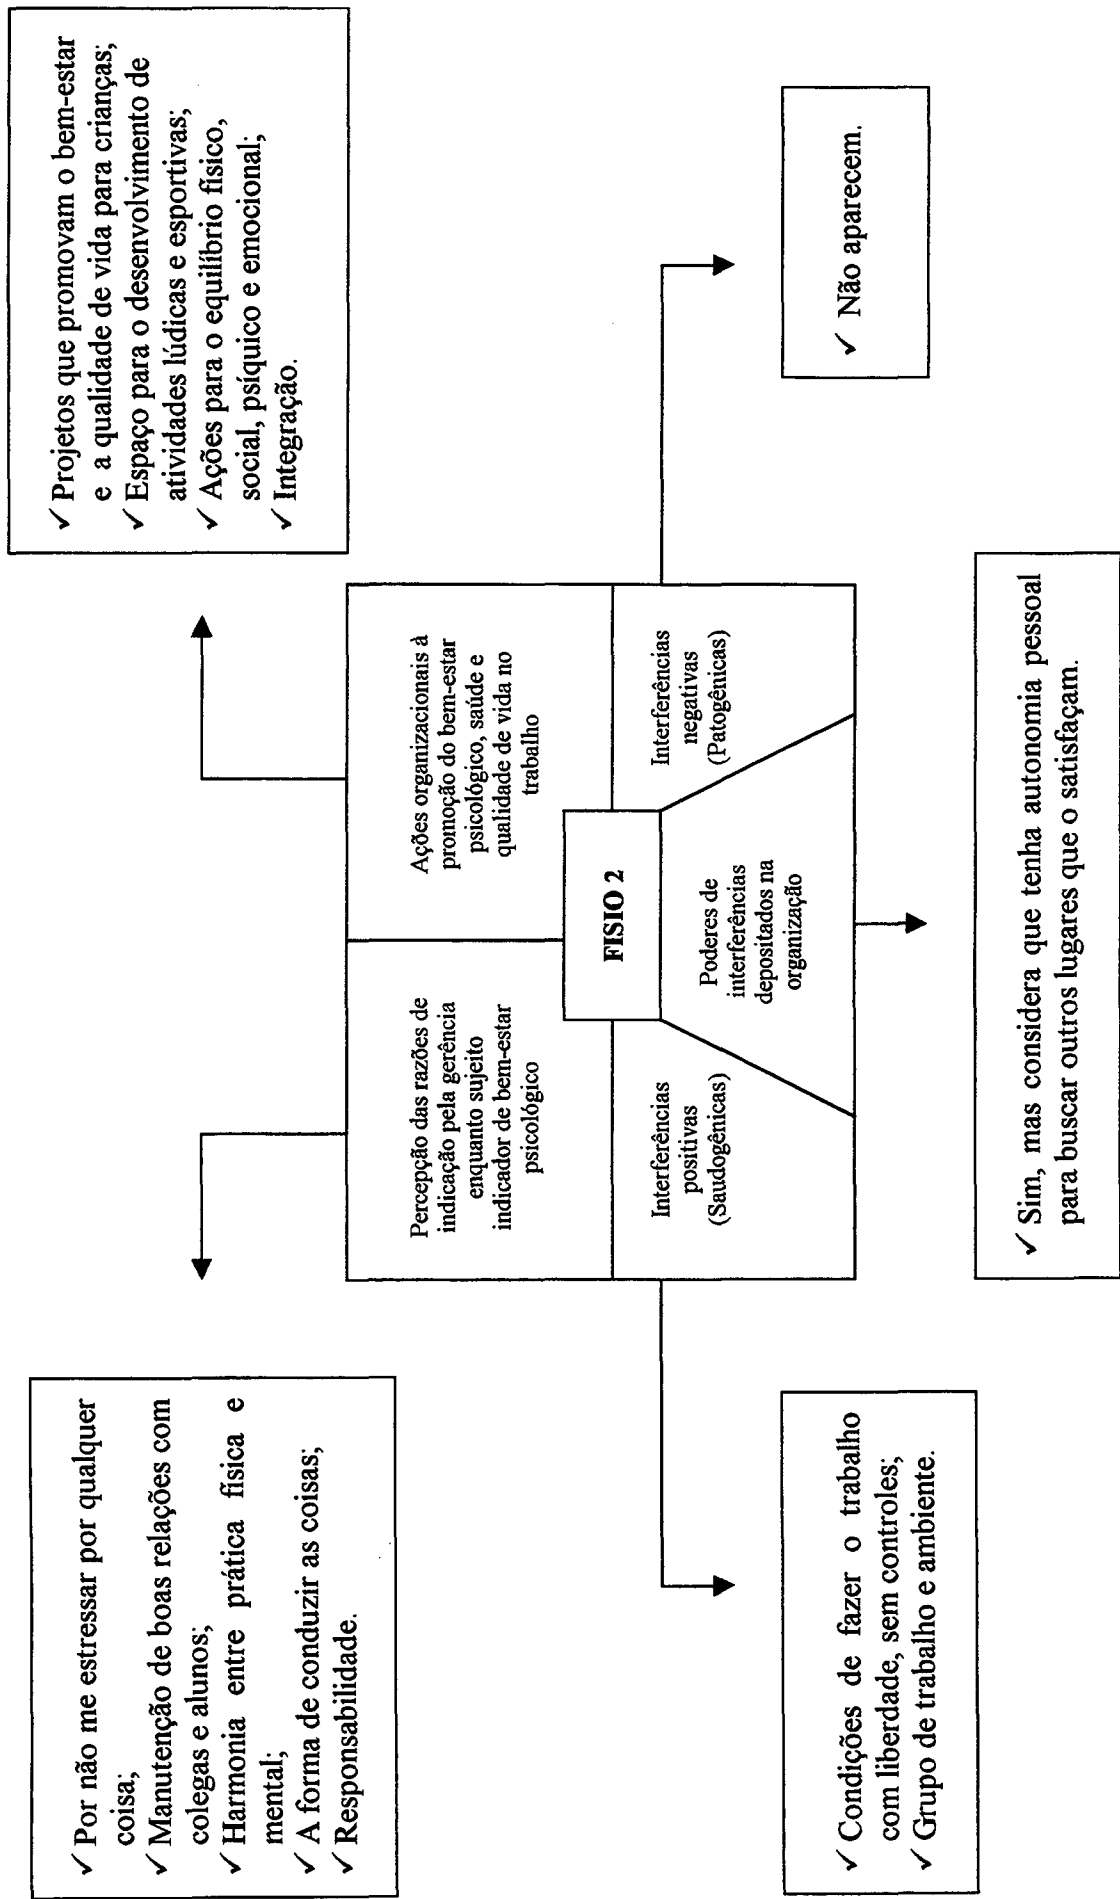 ✓ Por não me estressar por qualquer
coisa;
✓ Manutenção de boas relações com
colegas e alunos;
✓ Harmonia entre prática física e
mental;
✓ A forma de conduzir as coisas;
✓ Responsabilidade.
✓ Projetos que promovam o bem-estar
e a qualidade de vida para crianças;
✓ Espaço para o desenvolvimento de
atividades lúdicas e esportivas;
✓ Ações para o equilíbrio físico,
social, psíquico e emocional;
✓ Integração.
Percepção das razões de
indicação pela gerência
enquanto sujeito
indicador de bem-estar
psicológico
Ações organizacionais à
promoção do bem-estar
psicológico, saúde e
qualidade de vida no
trabalho
FISIO 2
Interferências
positivas
(Saudogênicas)
Poderes de
interferências
depositados na
organização
Interferências
negativas
(Patogênicas)
✓ Condições de fazer o trabalho
com liberdade, sem controles;
✓ Grupo de trabalho e ambiente.
✓ Não aparecem.
✓ Sim, mas considera que tenha autonomia pessoal
para buscar outros lugares que o satisfaçam.